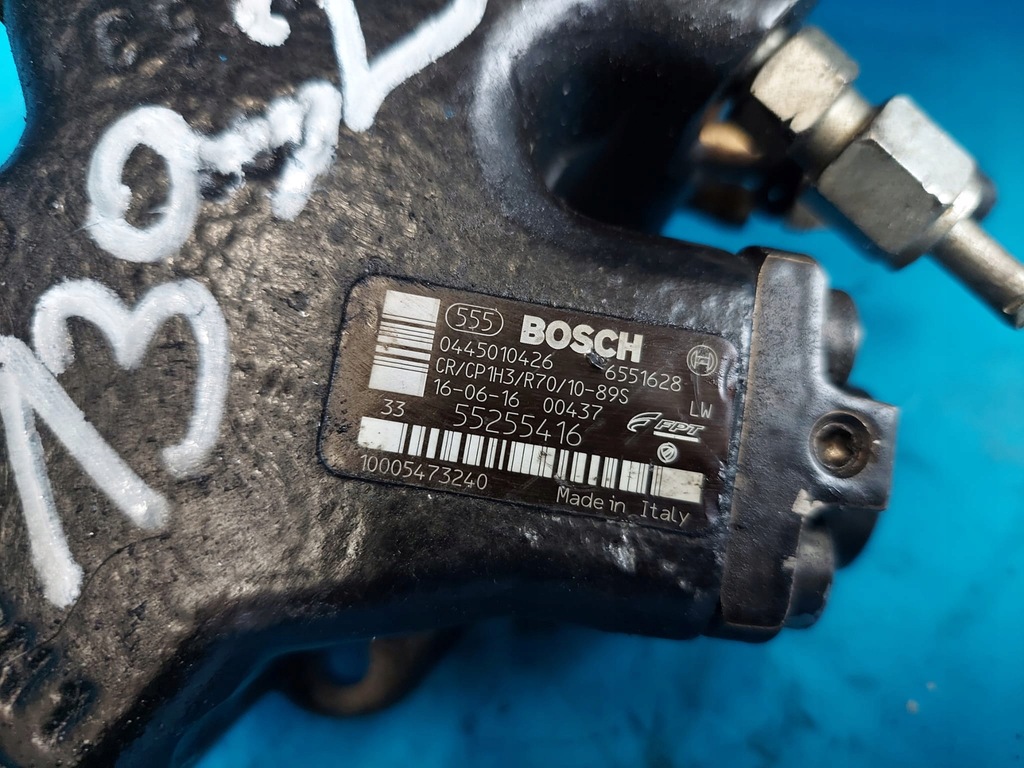 555 BOSCH
0445010426 6551628
CR/CP1H3/R70/10-89S
16-06-16 00437 LW
33 55255416 FPT
10005473240 Made in Italy